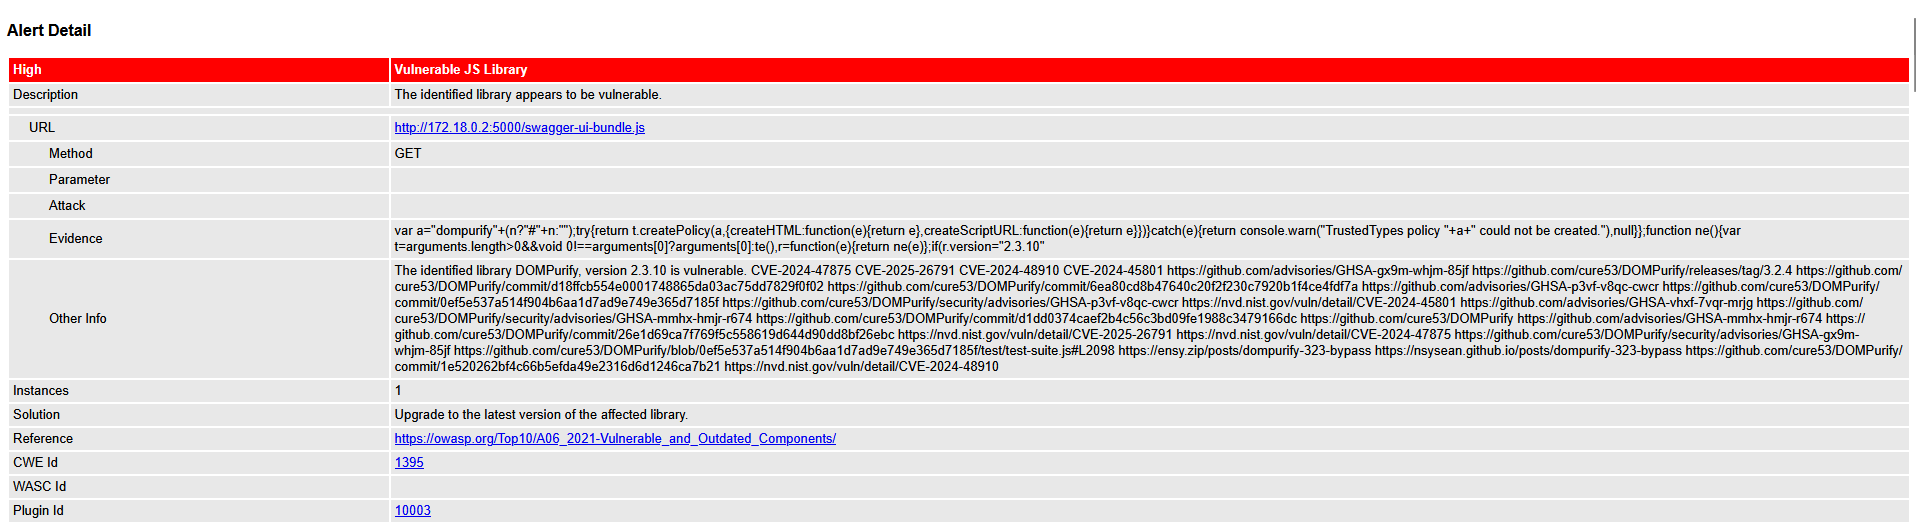 Alert Detail
High Vulnerable JS Library
Description The identified library appears to be vulnerable.
URL http://172.18.0.2:5000/swagger-ui-bundle.js
Method GET
Parameter
Attack
Evidence var a="dompurify"+(n?"#"+n:"");try{return t.createPolicy(a,{createHTML:function(e){return e},createScriptURL:function(e){return e}})}catch(e){return console.warn("TrustedTypes policy "+a+" could not be created."),null}};function ne(){var
t=arguments.length>0&&void 0!==arguments[0]?arguments[0]:te(),r=function(e){return ne(e)};if(r.version="2.3.10"
Other Info The identified library DOMPurify, version 2.3.10 is vulnerable. CVE-2024-47875 CVE-2025-26791 CVE-2024-48910 CVE-2024-45801 https://github.com/advisories/GHSA-gx9m-whjm-85jf https://github.com/cure53/DOMPurify/releases/tag/3.2.4 https://github.com/
cure53/DOMPurify/commit/d18ffcb554e0001748865da03ac75dd7829f0f02 https://github.com/cure53/DOMPurify/commit/6ea80cd8b47640c20f2f230c7920b1f4ce4fdf7a https://github.com/advisories/GHSA-p3vf-v8qc-cwcr https://github.com/cure53/DOMPurify/
commit/0ef5e537a514f904b6aa1d7ad9e749e365d7185f https://github.com/cure53/DOMPurify/security/advisories/GHSA-p3vf-v8qc-cwcr https://nvd.nist.gov/vuln/detail/CVE-2024-45801 https://github.com/advisories/GHSA-vhxf-7vqr-mrjg https://github.com/
cure53/DOMPurify/security/advisories/GHSA-mmhx-hmjr-r674 https://github.com/cure53/DOMPurify/commit/d1dd0374caef2b4c56c3bd09fe1988c3479166dc https://github.com/cure53/DOMPurify https://github.com/advisories/GHSA-mmhx-hmjr-r674 https://
github.com/cure53/DOMPurify/commit/26e1d69ca7f769f5c558619d644d90dd8bf26ebc https://nvd.nist.gov/vuln/detail/CVE-2025-26791 https://nvd.nist.gov/vuln/detail/CVE-2024-47875 https://github.com/cure53/DOMPurify/security/advisories/GHSA-gx9m-
whjm-85jf https://github.com/cure53/DOMPurify/blob/0ef5e537a514f904b6aa1d7ad9e749e365d7185f/test/test-suite.js#L2098 https://ensy.zip/posts/dompurify-323-bypass https://nsysean.github.io/posts/dompurify-323-bypass https://github.com/cure53/DOMPurify/
commit/1e520262bf4c66b5efda49e2316d6d1246ca7b21 https://nvd.nist.gov/vuln/detail/CVE-2024-48910
Instances 1
Solution Upgrade to the latest version of the affected library.
Reference https://owasp.org/Top10/A06_2021-Vulnerable_and_Outdated_Components/
CWE Id 1395
WASC Id
Plugin Id 10003